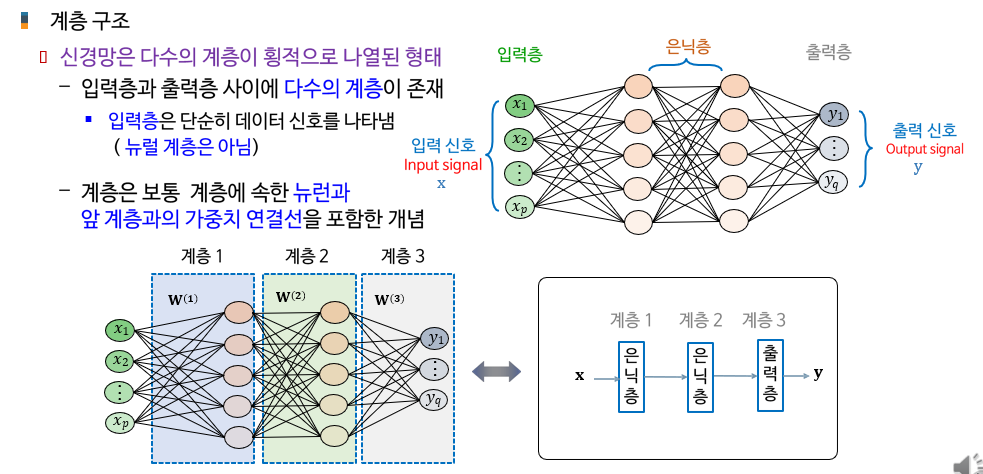 계층 구조
신경망은 다수의 계층이 횡적으로 나열된 형태
– 입력층과 출력층 사이에 다수의 계층이 존재
입력층은 단순히 데이터 신호를 나타냄
( 뉴럴 계층은 아님)
– 계층은 보통 계층에 속한 뉴런과
앞 계층과의 가중치 연결선을 포함한 개념
입력층
은닉층
출력층
x₁
x₂
⋮
xₚ
입력 신호
Input signal
x
y₁
⋮
y_q
출력 신호
Output signal
y
계층 1 계층 2 계층 3
W⁽¹⁾ W⁽²⁾ W⁽³⁾
x₁
x₂
⋮
xₚ
y₁
⋮
y_q
계층 1 계층 2 계층 3
x 은닉층 은닉층 출력층 y